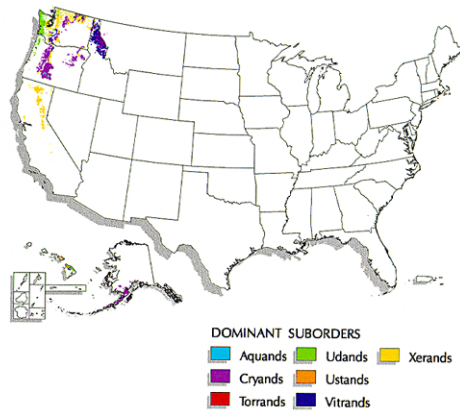 DOMINANT SUBORDERS
Aquands Udands Xerands
Cryands Ustands
Torrands Vitrands